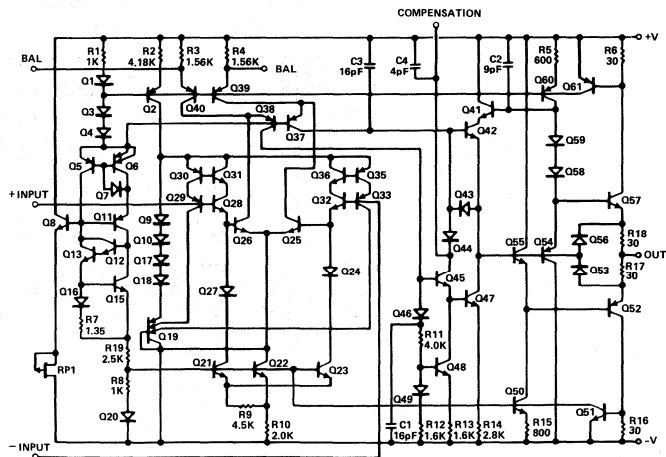 COMPENSATION
+V
R1
1K
R2
4.18K
R3
1.56K
R4
1.56K
C3
16pF
C4
4pF
C2
9pF
R5
600
R6
30
BAL
BAL
Q1
Q2
Q40
Q39
Q60
Q61
Q3
Q4
Q38
Q37
Q41
Q42
Q59
Q58
Q5
Q6
Q7
Q30
Q31
Q36
Q35
Q43
+INPUT
Q29
Q28
Q32
Q33
Q57
Q8
Q11
Q9
Q26
Q25
Q44
Q55
Q54
Q56
R18
30
OUT
Q13
Q12
Q10
Q17
Q18
Q24
Q45
Q53
R17
30
Q16
Q15
Q27
Q46
Q47
Q52
R7
1.35
Q19
R11
4.0K
R19
2.5K
Q21
Q22
Q23
Q48
RP1
R8
1K
Q49
Q50
Q51
R9
4.5K
Q20
R10
2.0K
C1
16pF
R12
1.6K
R13
1.6K
R14
2.8K
R15
800
R16
30
−INPUT
−V